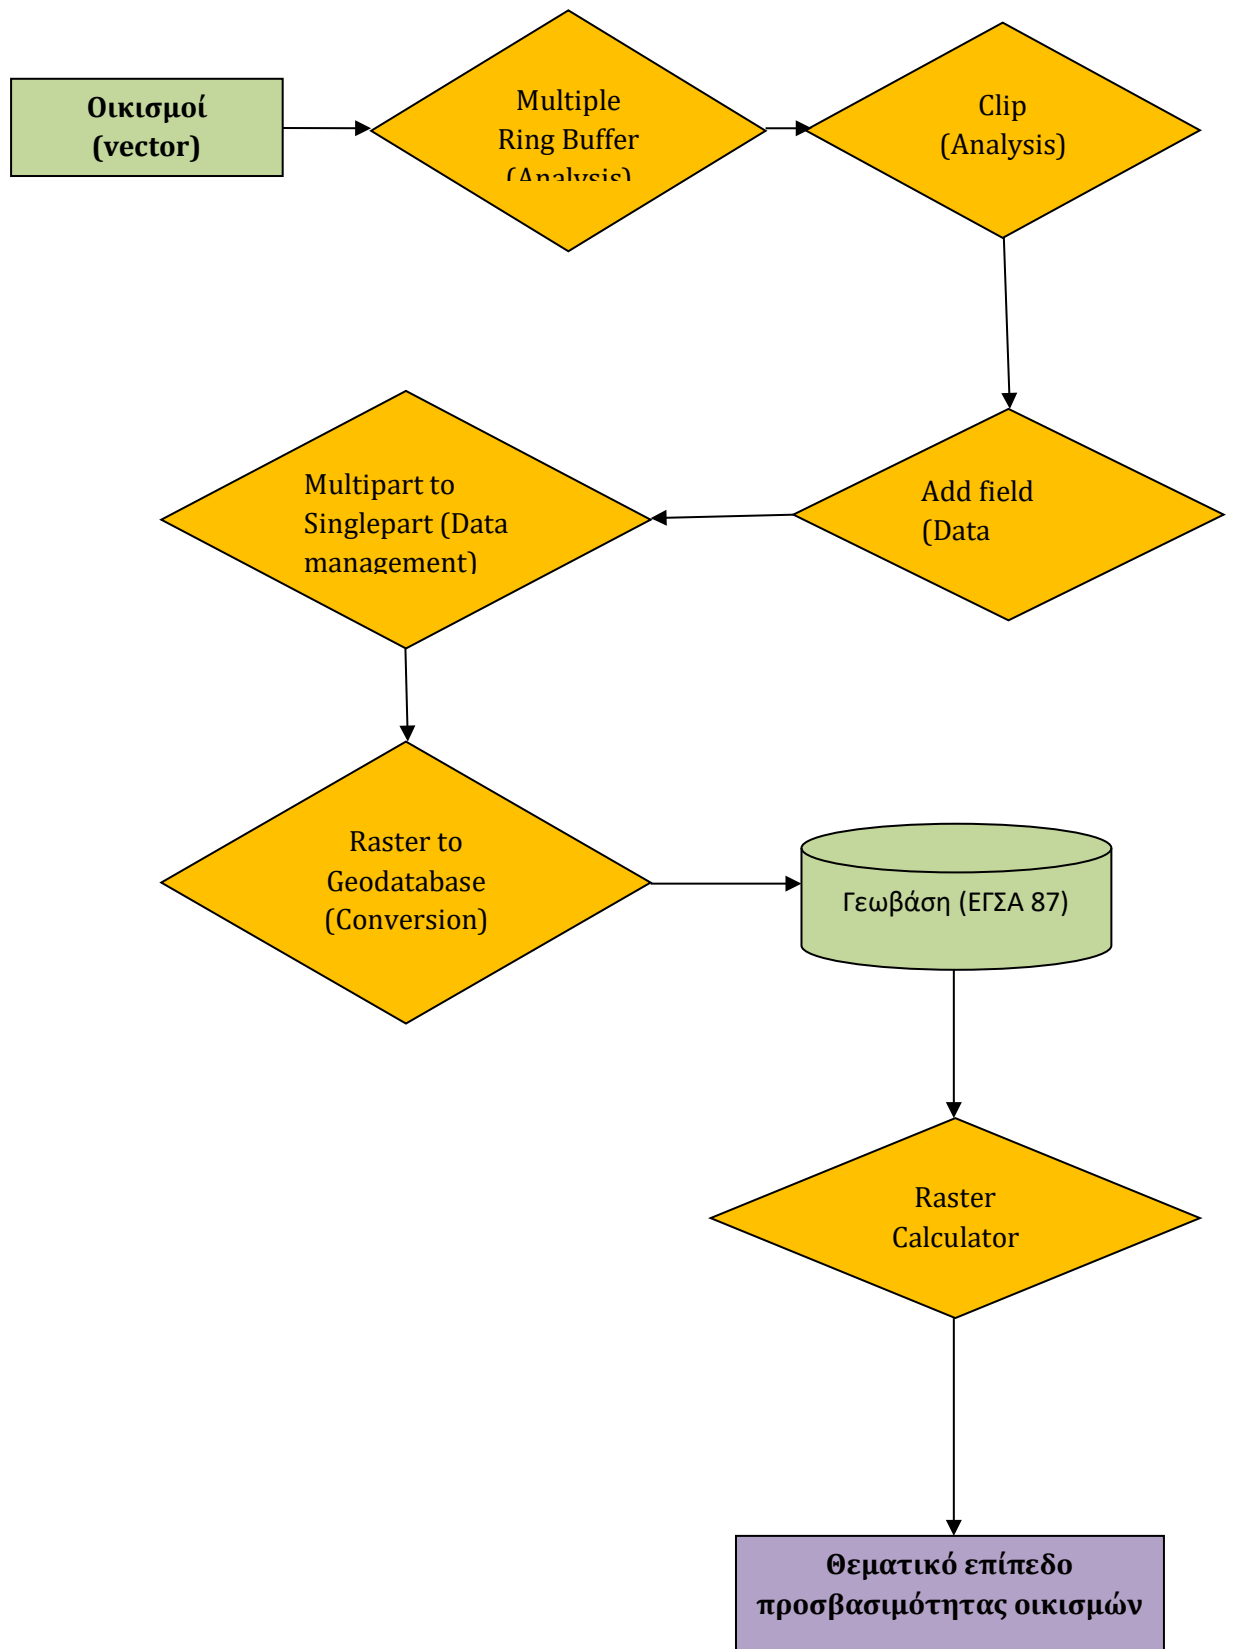 Οικισμοί
(vector)
Multiple
Ring Buffer
(Analysis)
Clip
(Analysis)
Add field
(Data
Multipart to
Singlepart (Data
management)
Raster to
Geodatabase
(Conversion)
Γεωβάση (ΕΓΣΑ 87)
Raster
Calculator
Θεματικό επίπεδο
προσβασιμότητας οικισμών